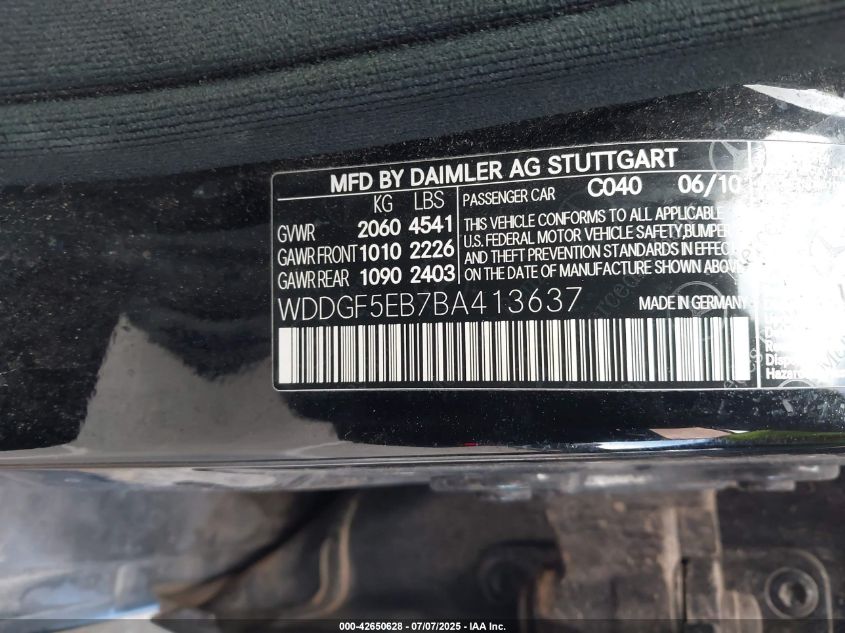 MFD BY DAIMLER AG STUTTGART
KG LBS
GVWR 2060 4541
GAWR FRONT 1010 2226
GAWR REAR 1090 2403
PASSENGER CAR C040 06/10
THIS VEHICLE CONFORMS TO ALL APPLICABLE
U.S. FEDERAL MOTOR VEHICLE SAFETY, BUMPER
AND THEFT PREVENTION STANDARDS IN EFFECT
ON THE DATE OF MANUFACTURE SHOWN ABOVE.
WDDGF5EB7BA413637 MADE IN GERMANY
000-42650628 - 07/07/2025 - IAA Inc.